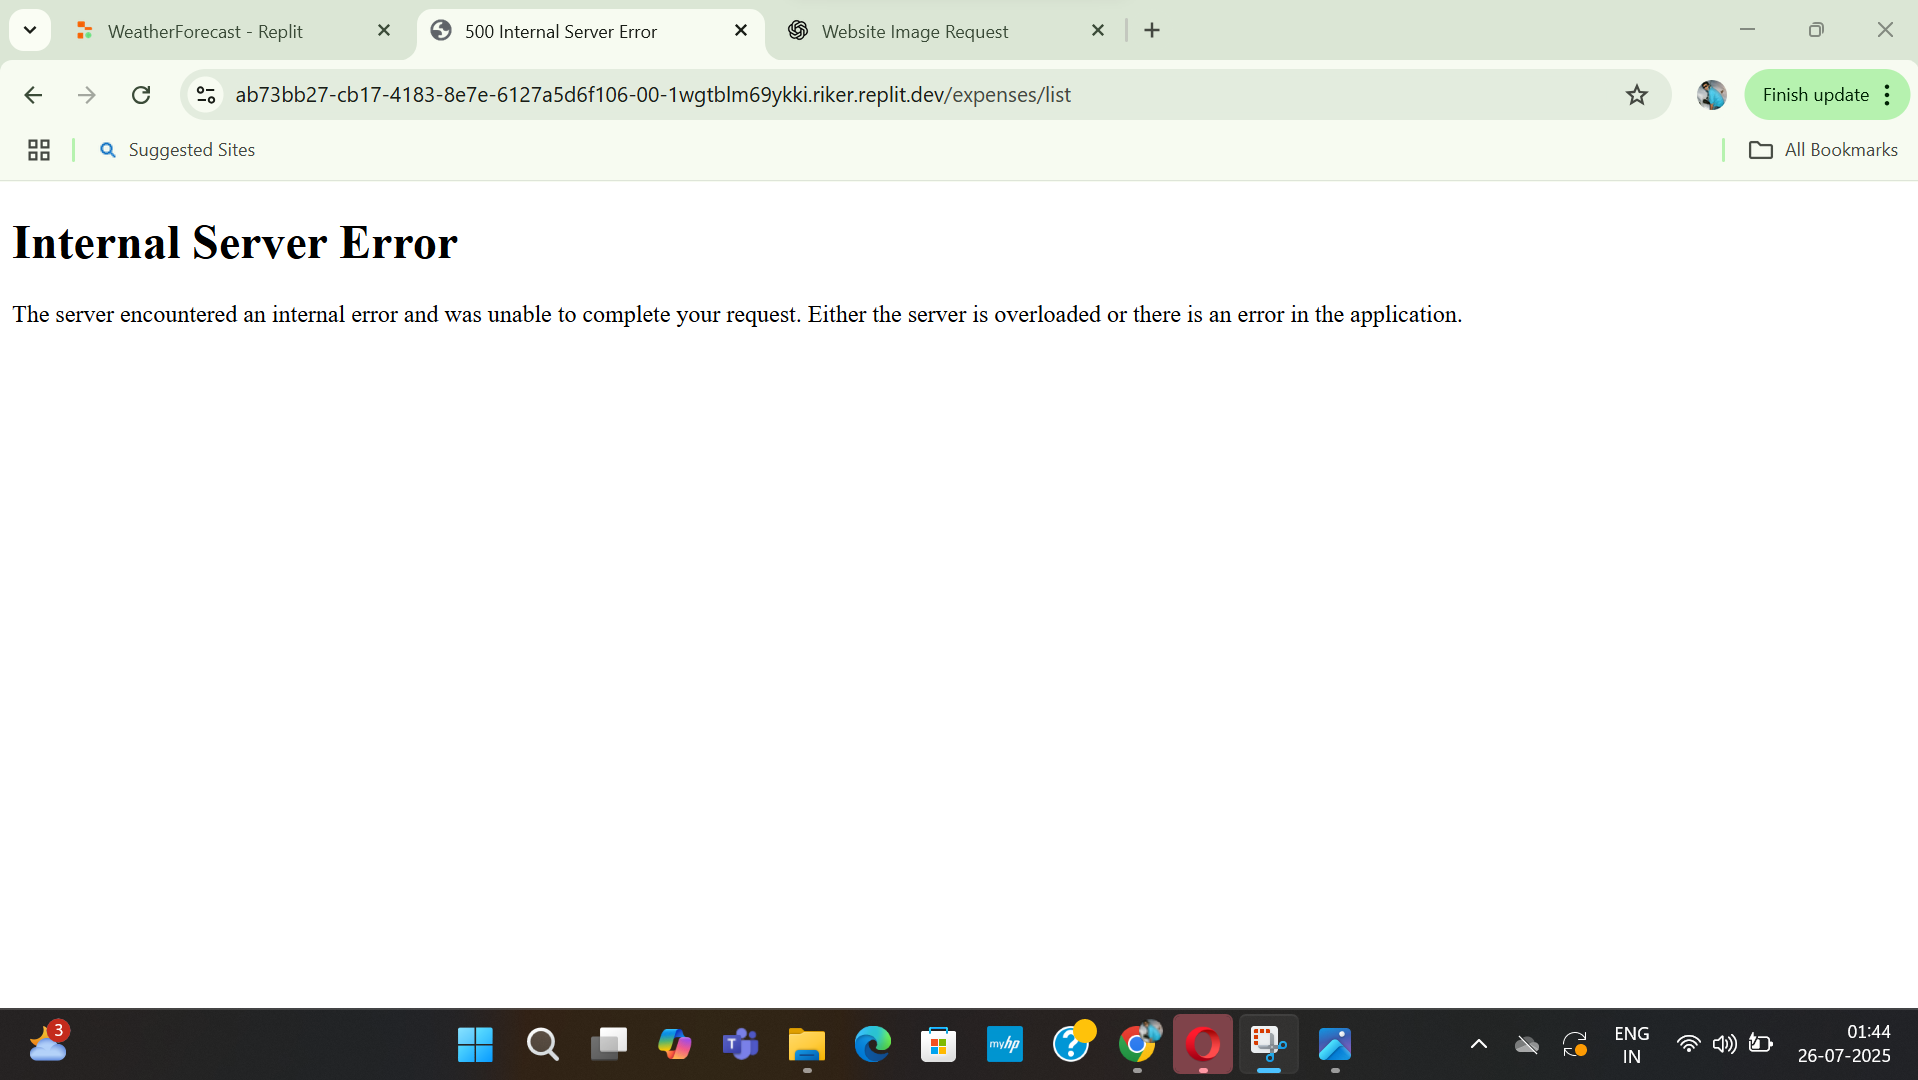 WeatherForecast - Replit
500 Internal Server Error
Website Image Request
ab73bb27-cb17-4183-8e7e-6127a5d6f106-00-1wgtblm69ykki.riker.replit.dev/expenses/list
Finish update
Suggested Sites
All Bookmarks
Internal Server Error
The server encountered an internal error and was unable to complete your request. Either the server is overloaded or there is an error in the application.
3
T
myhp
?
ENG
IN
01:44
26-07-2025